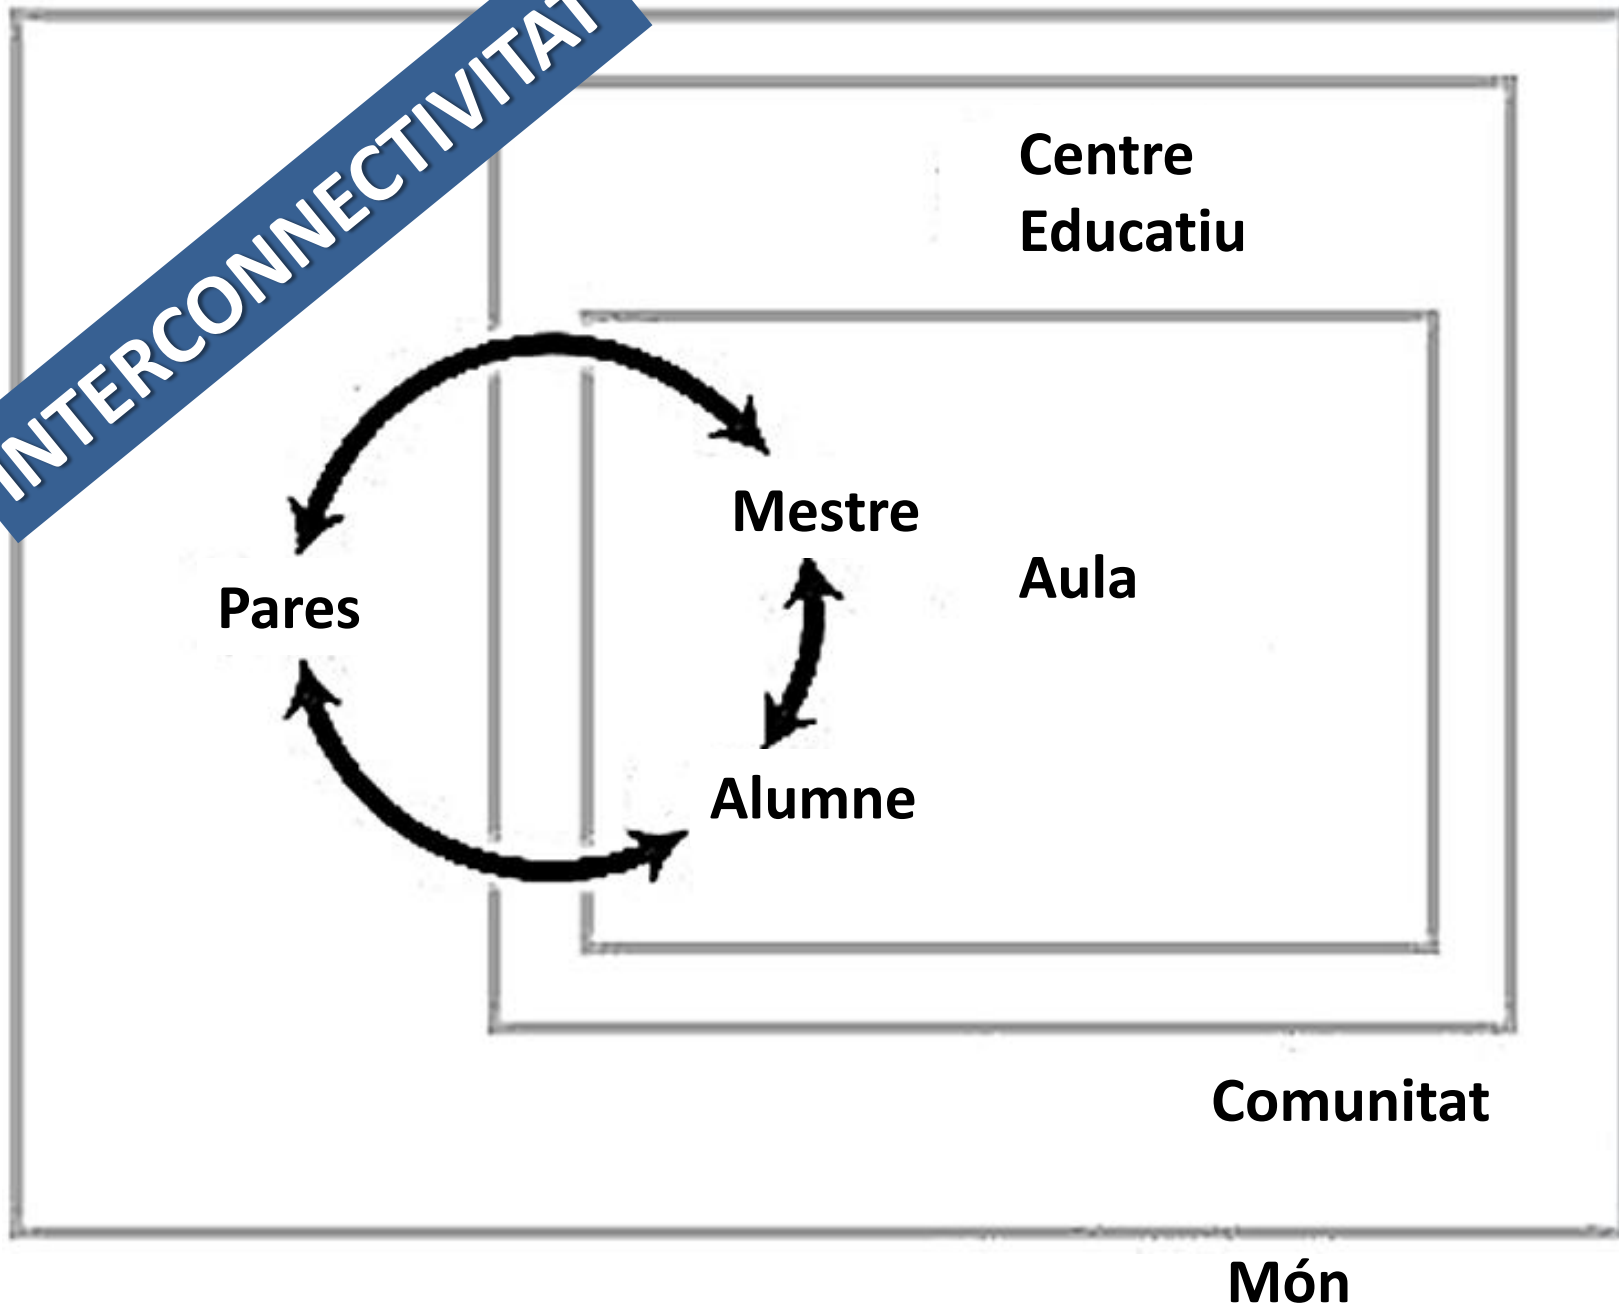 INTERCONNECTIVITAT
Centre
Educatiu
Mestre
Aula
Pares
Alumne
Comunitat
Món